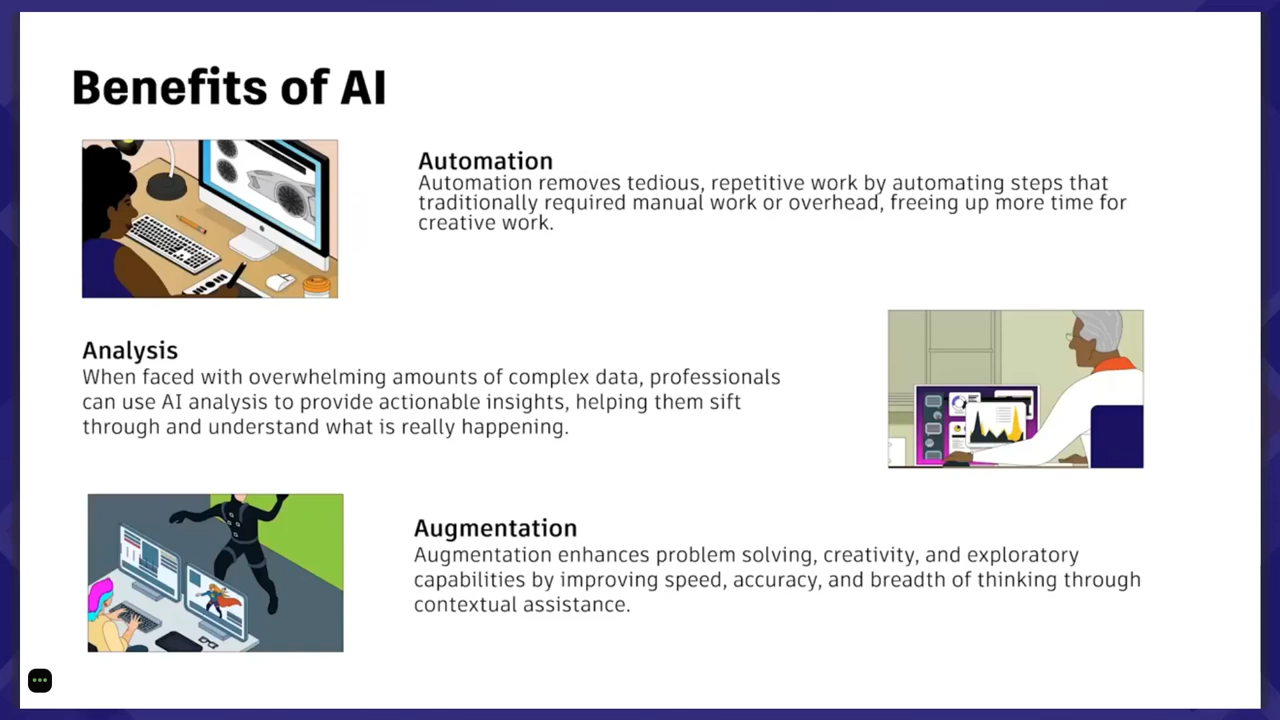 Benefits of AI
Automation
Automation removes tedious, repetitive work by automating steps that
traditionally required manual work or overhead, freeing up more time for
creative work.
Analysis
When faced with overwhelming amounts of complex data, professionals
can use AI analysis to provide actionable insights, helping them sift
through and understand what is really happening.
Augmentation
Augmentation enhances problem solving, creativity, and exploratory
capabilities by improving speed, accuracy, and breadth of thinking through
contextual assistance.